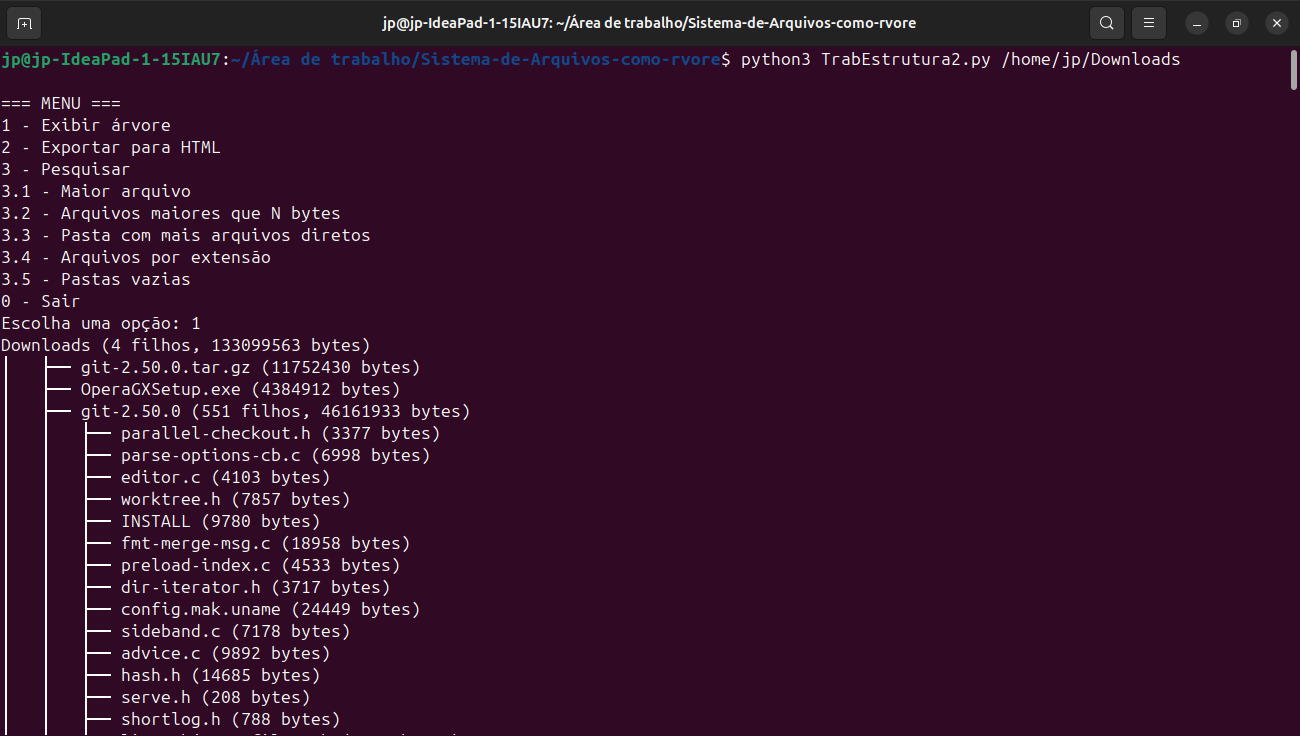 jp@jp-IdeaPad-1-15IAU7: ~/Área de trabalho/Sistema-de-Arquivos-como-rvore
jp@jp-IdeaPad-1-15IAU7:~/Área de trabalho/Sistema-de-Arquivos-como-rvore$ python3 TrabEstrutura2.py /home/jp/Downloads
=== MENU ===
1 - Exibir árvore
2 - Exportar para HTML
3 - Pesquisar
3.1 - Maior arquivo
3.2 - Arquivos maiores que N bytes
3.3 - Pasta com mais arquivos diretos
3.4 - Arquivos por extensão
3.5 - Pastas vazias
0 - Sair
Escolha uma opção: 1
Downloads (4 filhos, 133099563 bytes)
git-2.50.0.tar.gz (11752430 bytes)
OperaGXSetup.exe (4384912 bytes)
git-2.50.0 (551 filhos, 46161933 bytes)
parallel-checkout.h (3377 bytes)
parse-options-cb.c (6998 bytes)
editor.c (4103 bytes)
worktree.h (7857 bytes)
INSTALL (9780 bytes)
fmt-merge-msg.c (18958 bytes)
preload-index.c (4533 bytes)
dir-iterator.h (3717 bytes)
config.mak.uname (24449 bytes)
sideband.c (7178 bytes)
advice.c (9892 bytes)
hash.h (14685 bytes)
serve.h (208 bytes)
shortlog.h (788 bytes)